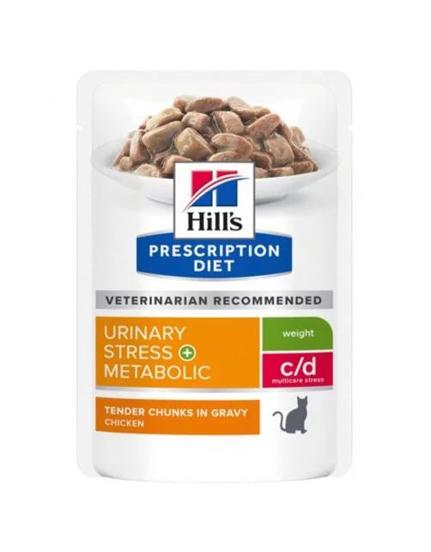 Hill's
PRESCRIPTION
DIET
VETERINARIAN RECOMMENDED
URINARY
STRESS +
METABOLIC
weight
c/d
multicare stress
TENDER CHUNKS IN GRAVY
CHICKEN